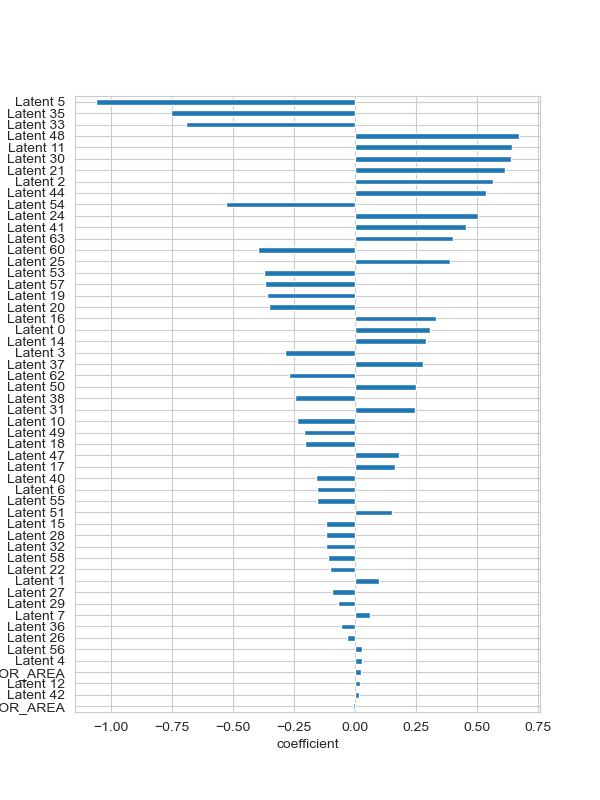 Latent 5
Latent 35
Latent 33
Latent 48
Latent 11
Latent 30
Latent 21
Latent 2
Latent 44
Latent 54
Latent 24
Latent 41
Latent 63
Latent 60
Latent 25
Latent 53
Latent 57
Latent 19
Latent 20
Latent 16
Latent 0
Latent 14
Latent 3
Latent 37
Latent 62
Latent 50
Latent 38
Latent 31
Latent 10
Latent 49
Latent 18
Latent 47
Latent 17
Latent 40
Latent 6
Latent 55
Latent 51
Latent 15
Latent 28
Latent 32
Latent 58
Latent 22
Latent 1
Latent 27
Latent 29
Latent 7
Latent 36
Latent 26
Latent 56
Latent 4
OR_AREA
Latent 12
Latent 42
OR_AREA
−1.00 −0.75 −0.50 −0.25 0.00 0.25 0.50 0.75
coefficient